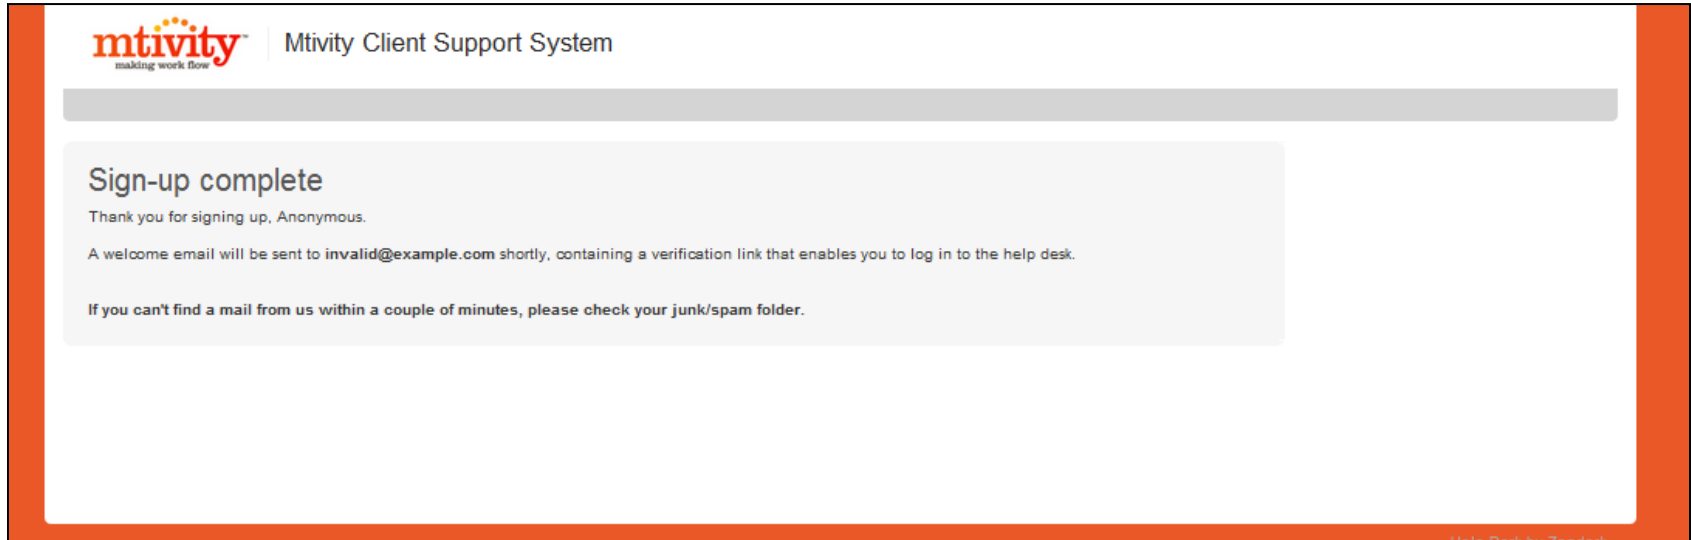 mtivity™
making work flow
Mtivity Client Support System
Sign-up complete
Thank you for signing up, Anonymous.
A welcome email will be sent to invalid@example.com shortly, containing a verification link that enables you to log in to the help desk.
If you can't find a mail from us within a couple of minutes, please check your junk/spam folder.